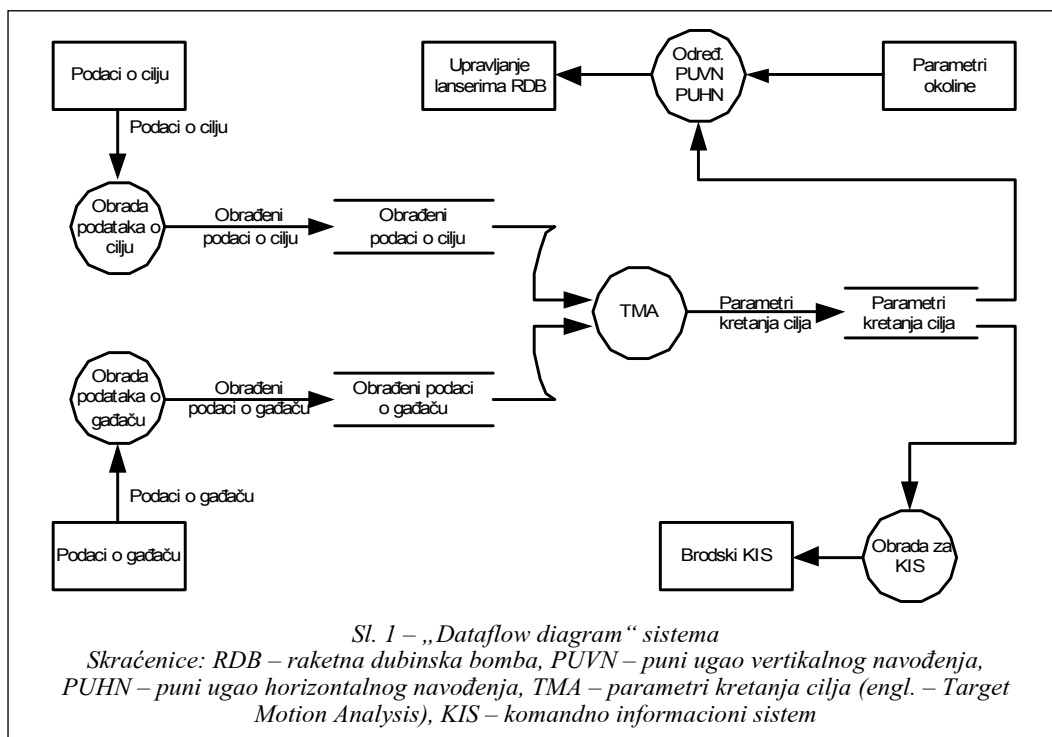 Podaci o cilju
Upravljanje
lanserima RDB
Određ.
PUVN
PUHN
Parametri
okoline
Podaci o cilju
Obrada
podataka o
cilju
Obrađeni
podaci o cilju
Obrađeni
podaci o cilju
TMA
Parametri
kretanja cilja
Parametri
kretanja cilja
Obrada
podataka o
gađaču
Obrađeni
podaci o gađaču
Obrađeni podaci
o gađaču
Podaci o gađaču
Podaci o gađaču
Brodski KIS
Obrada za
KIS
Sl. 1 – „Dataflow diagram“ sistema
Skraćenice: RDB – raketna dubinska bomba, PUVN – puni ugao vertikalnog navođenja,
PUHN – puni ugao horizontalnog navođenja, TMA – parametri kretanja cilja (engl. – Target
Motion Analysis), KIS – komandno informacioni sistem